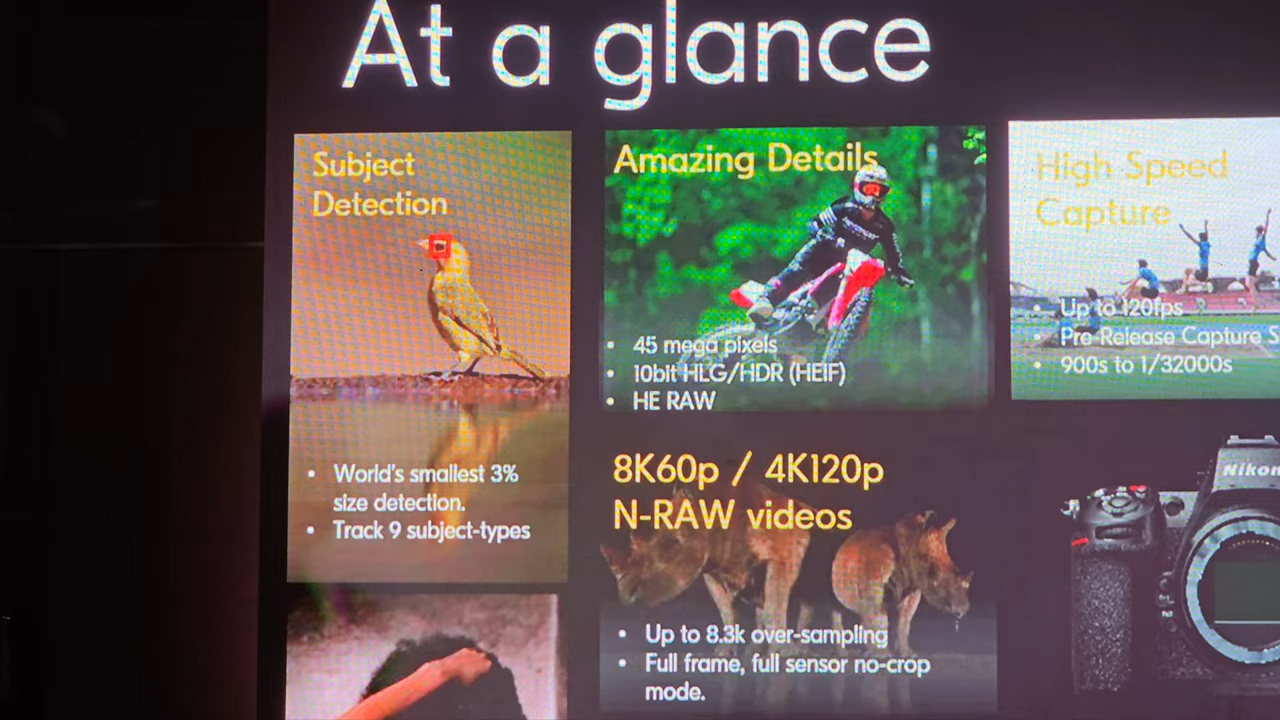 At a glance
Subject
Detection
• World's smallest 3%
size detection.
• Track 9 subject-types
Amazing Details
• 45 mega pixels
• 10bit HLG/HDR (HEIF)
• HE RAW
High Speed
Capture
• Up to 120fps
• Pre-Release Capture S
• 900s to 1/32000s
8K60p / 4K120p
N-RAW videos
• Up to 8.3k over-sampling
• Full frame, full sensor no-crop
mode.
Nikon